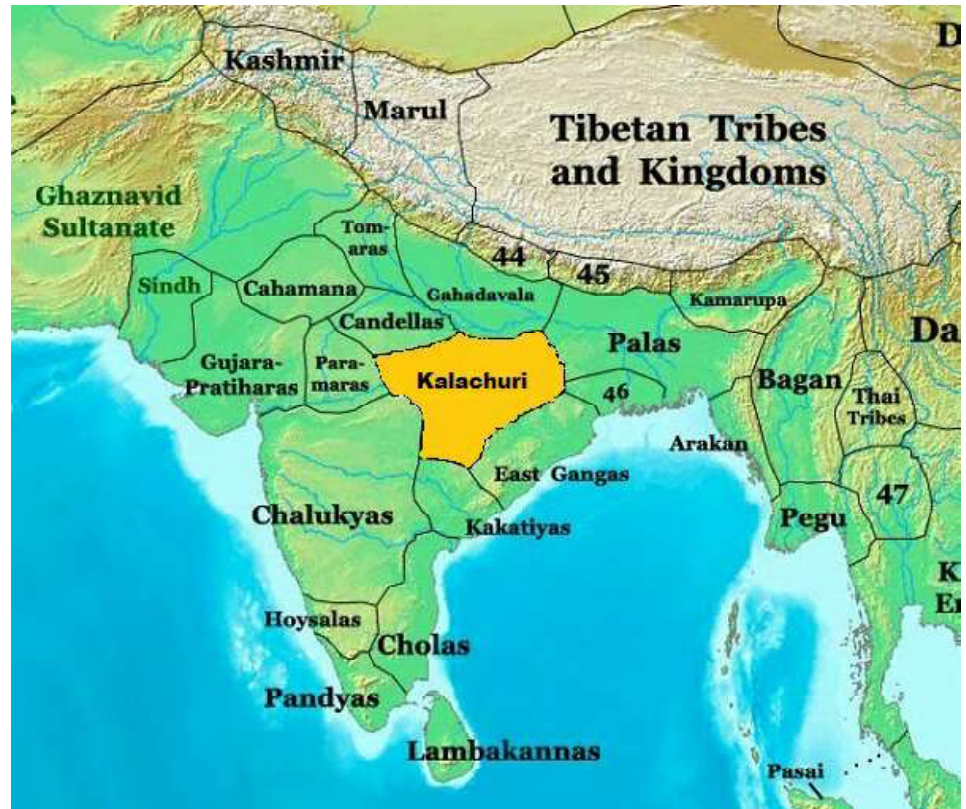 D
Kashmir
Marul
Tibetan Tribes
and Kingdoms
Ghaznavid
Sultanate
Tom-
aras
44
45
Sindh
Cahamana
Gahadavala
Kamarupa
Candellas
Da
Gujara-
Pratiharas
Para-
maras
Kalachuri
Palas
Bagan
46
Thai
Tribes
Arakan
East Gangas
47
Chalukyas
Kakatiyas
Pegu
K
En
Hoysalas
Cholas
Pandyas
Lambakannas
Pasai